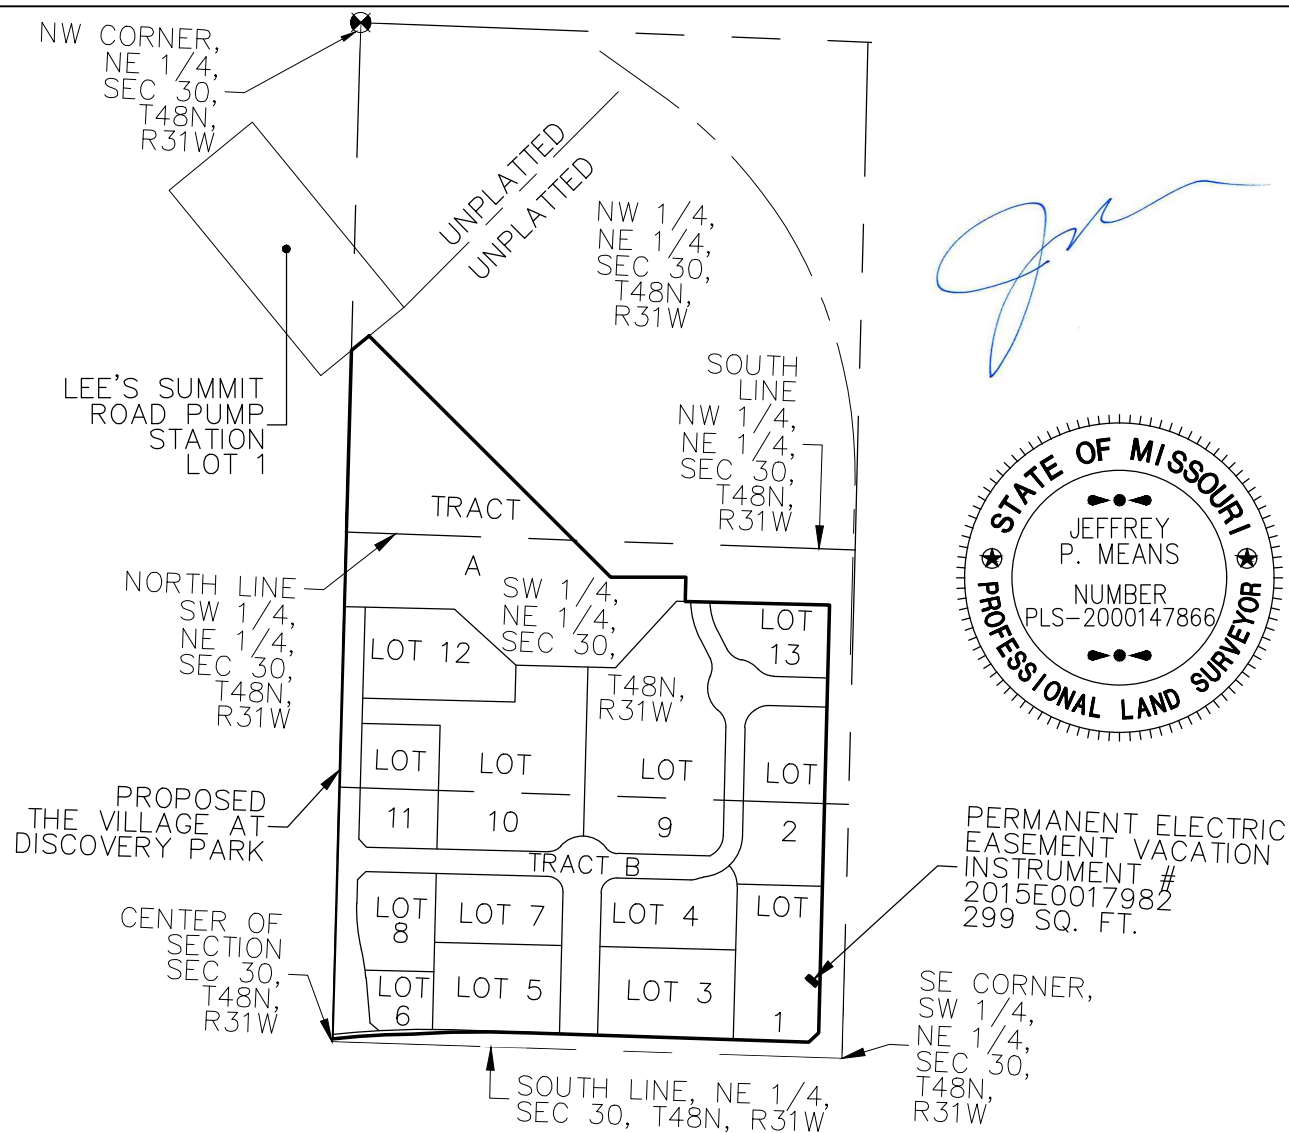 NW CORNER,
NE 1/4,
SEC 30,
T48N,
R31W
UNPLATTED
UNPLATTED
NW 1/4,
NE 1/4,
SEC 30,
T48N,
R31W
LEE'S SUMMIT
ROAD PUMP
STATION
LOT 1
SOUTH
LINE
NW 1/4,
NE 1/4,
SEC 30,
T48N,
R31W
STATE OF MISSOURI
JEFFREY
P. MEANS
NUMBER
PLS-2000147866
PROFESSIONAL LAND SURVEYOR
TRACT
A
NORTH LINE
SW 1/4,
NE 1/4,
SEC 30,
T48N,
R31W
SW 1/4,
NE 1/4,
SEC 30,
T48N,
R31W
LOT 12
LOT
13
LOT
11
LOT
10
LOT
9
LOT
2
PROPOSED
THE VILLAGE AT
DISCOVERY PARK
TRACT B
PERMANENT ELECTRIC
EASEMENT VACATION
INSTRUMENT #
2015E0017982
299 SQ. FT.
LOT
8
LOT 7
LOT 4
LOT
1
CENTER OF
SECTION
SEC 30,
T48N,
R31W
LOT
6
LOT 5
LOT 3
SE CORNER,
SW 1/4,
NE 1/4,
SEC 30,
T48N,
R31W
SOUTH LINE, NE 1/4,
SEC 30, T48N, R31W